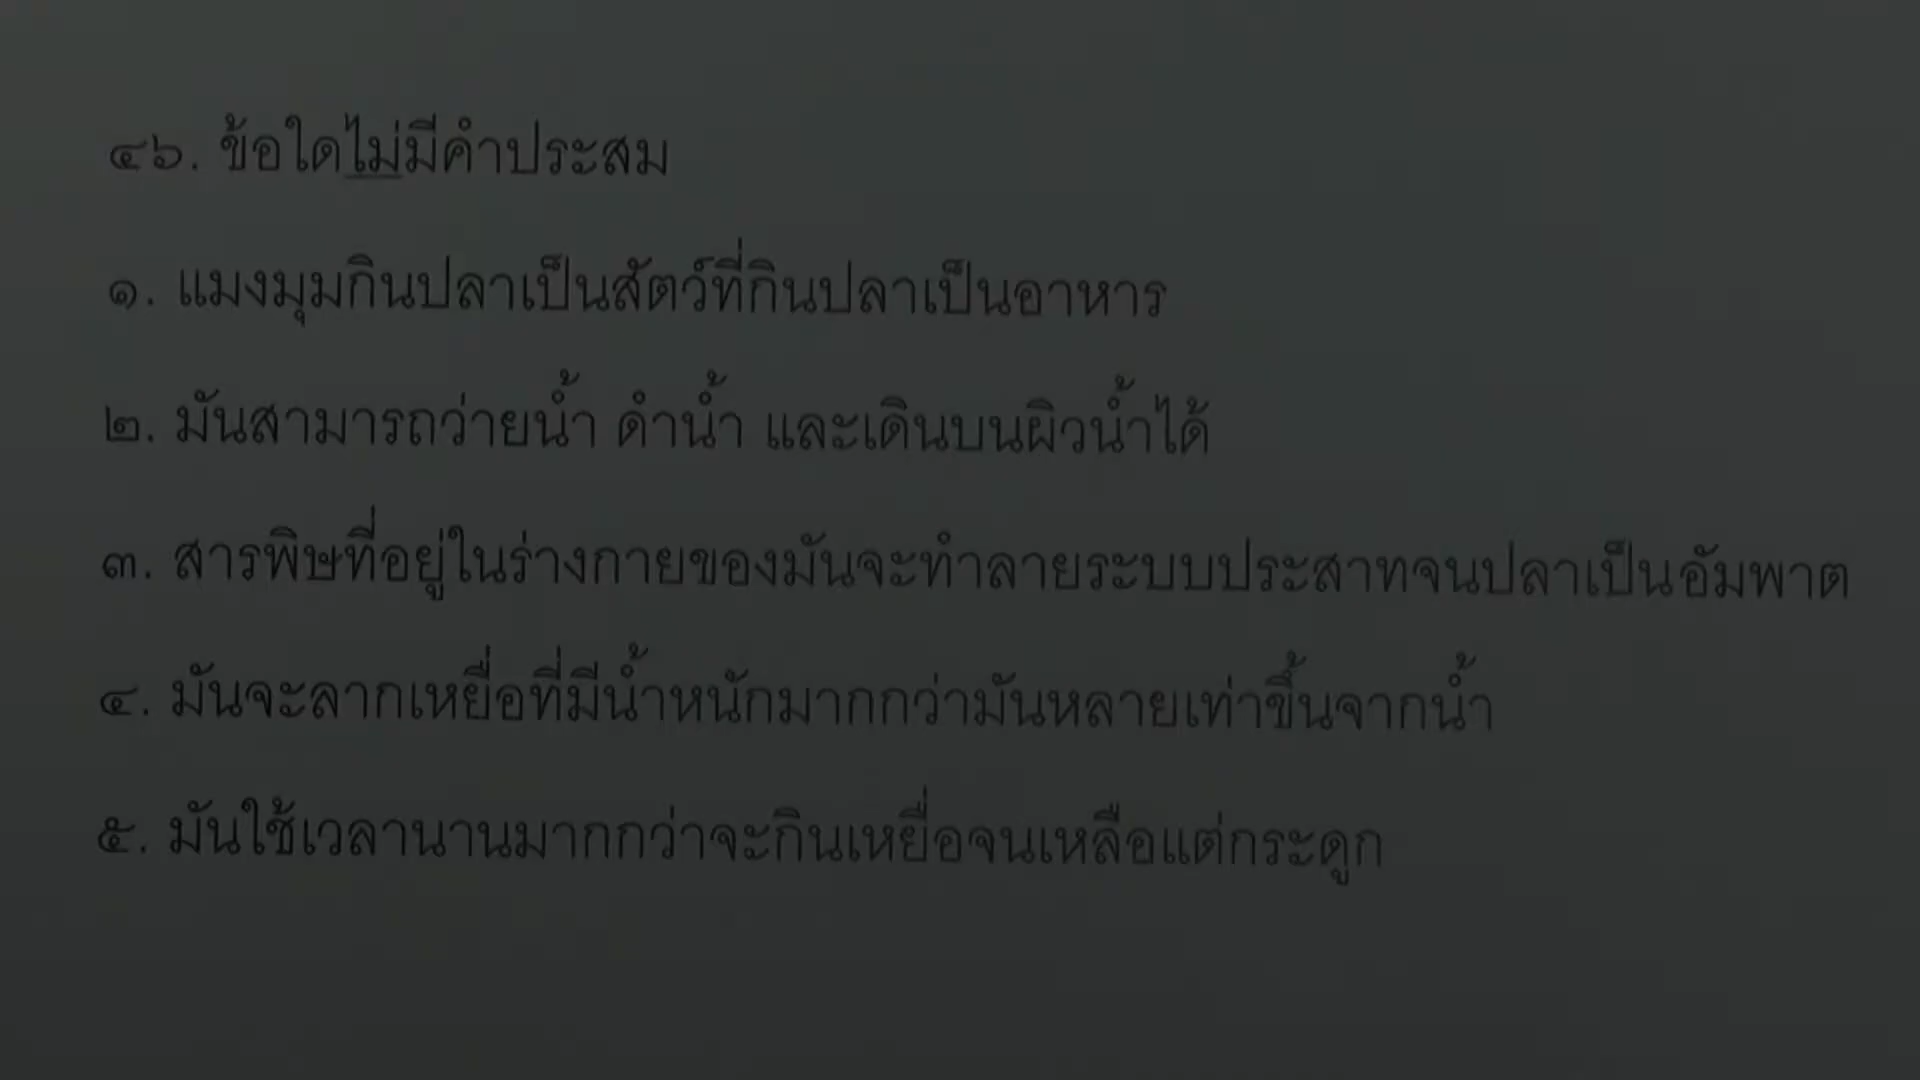 ๔๖. ข้อใดไม่มีคำประสม
๑. แมงมุมกินปลาเป็นสัตว์ที่กินปลาเป็นอาหาร
๒. มันสามารถว่ายน้ำ ดำน้ำ และเดินบนผิวน้ำได้
๓. สารพิษที่อยู่ในร่างกายของมันจะทำลายระบบประสาทจนปลาเป็นอัมพาต
๔. มันจะลากเหยื่อที่มีน้ำหนักมากกว่ามันหลายเท่าขึ้นจากน้ำ
๕. มันใช้เวลานานมากกว่าจะกินเหยื่อจนเหลือแต่กระดูก